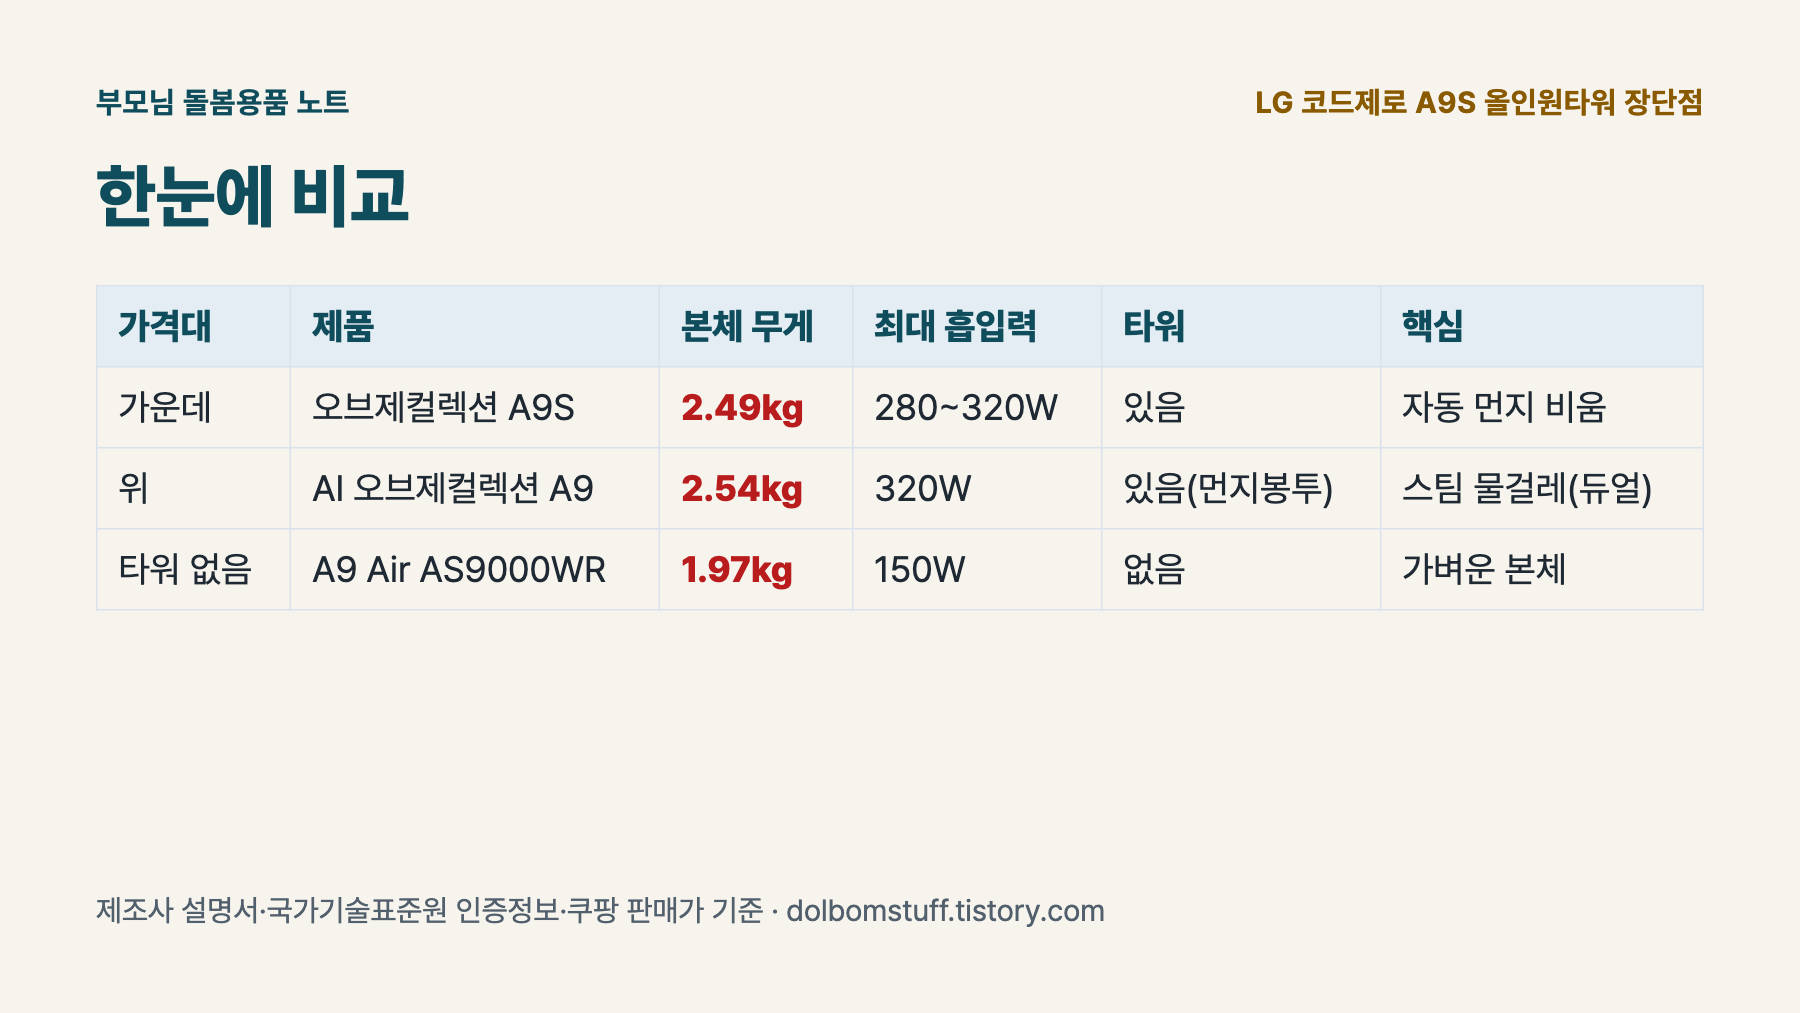 부모님 돌봄용품 노트
LG 코드제로 A9S 올인원타워 장단점
한눈에 비교
가격대 제품 본체 무게 최대 흡입력 타워 핵심
가운데 오브제컬렉션 A9S 2.49kg 280~320W 있음 자동 먼지 비움
위 AI 오브제컬렉션 A9 2.54kg 320W 있음(먼지봉투) 스팀 물걸레(듀얼)
타워 없음 A9 Air AS9000WR 1.97kg 150W 없음 가벼운 본체
제조사 설명서·국가기술표준원 인증정보·쿠팡 판매가 기준 · dolbomstuff.tistory.com